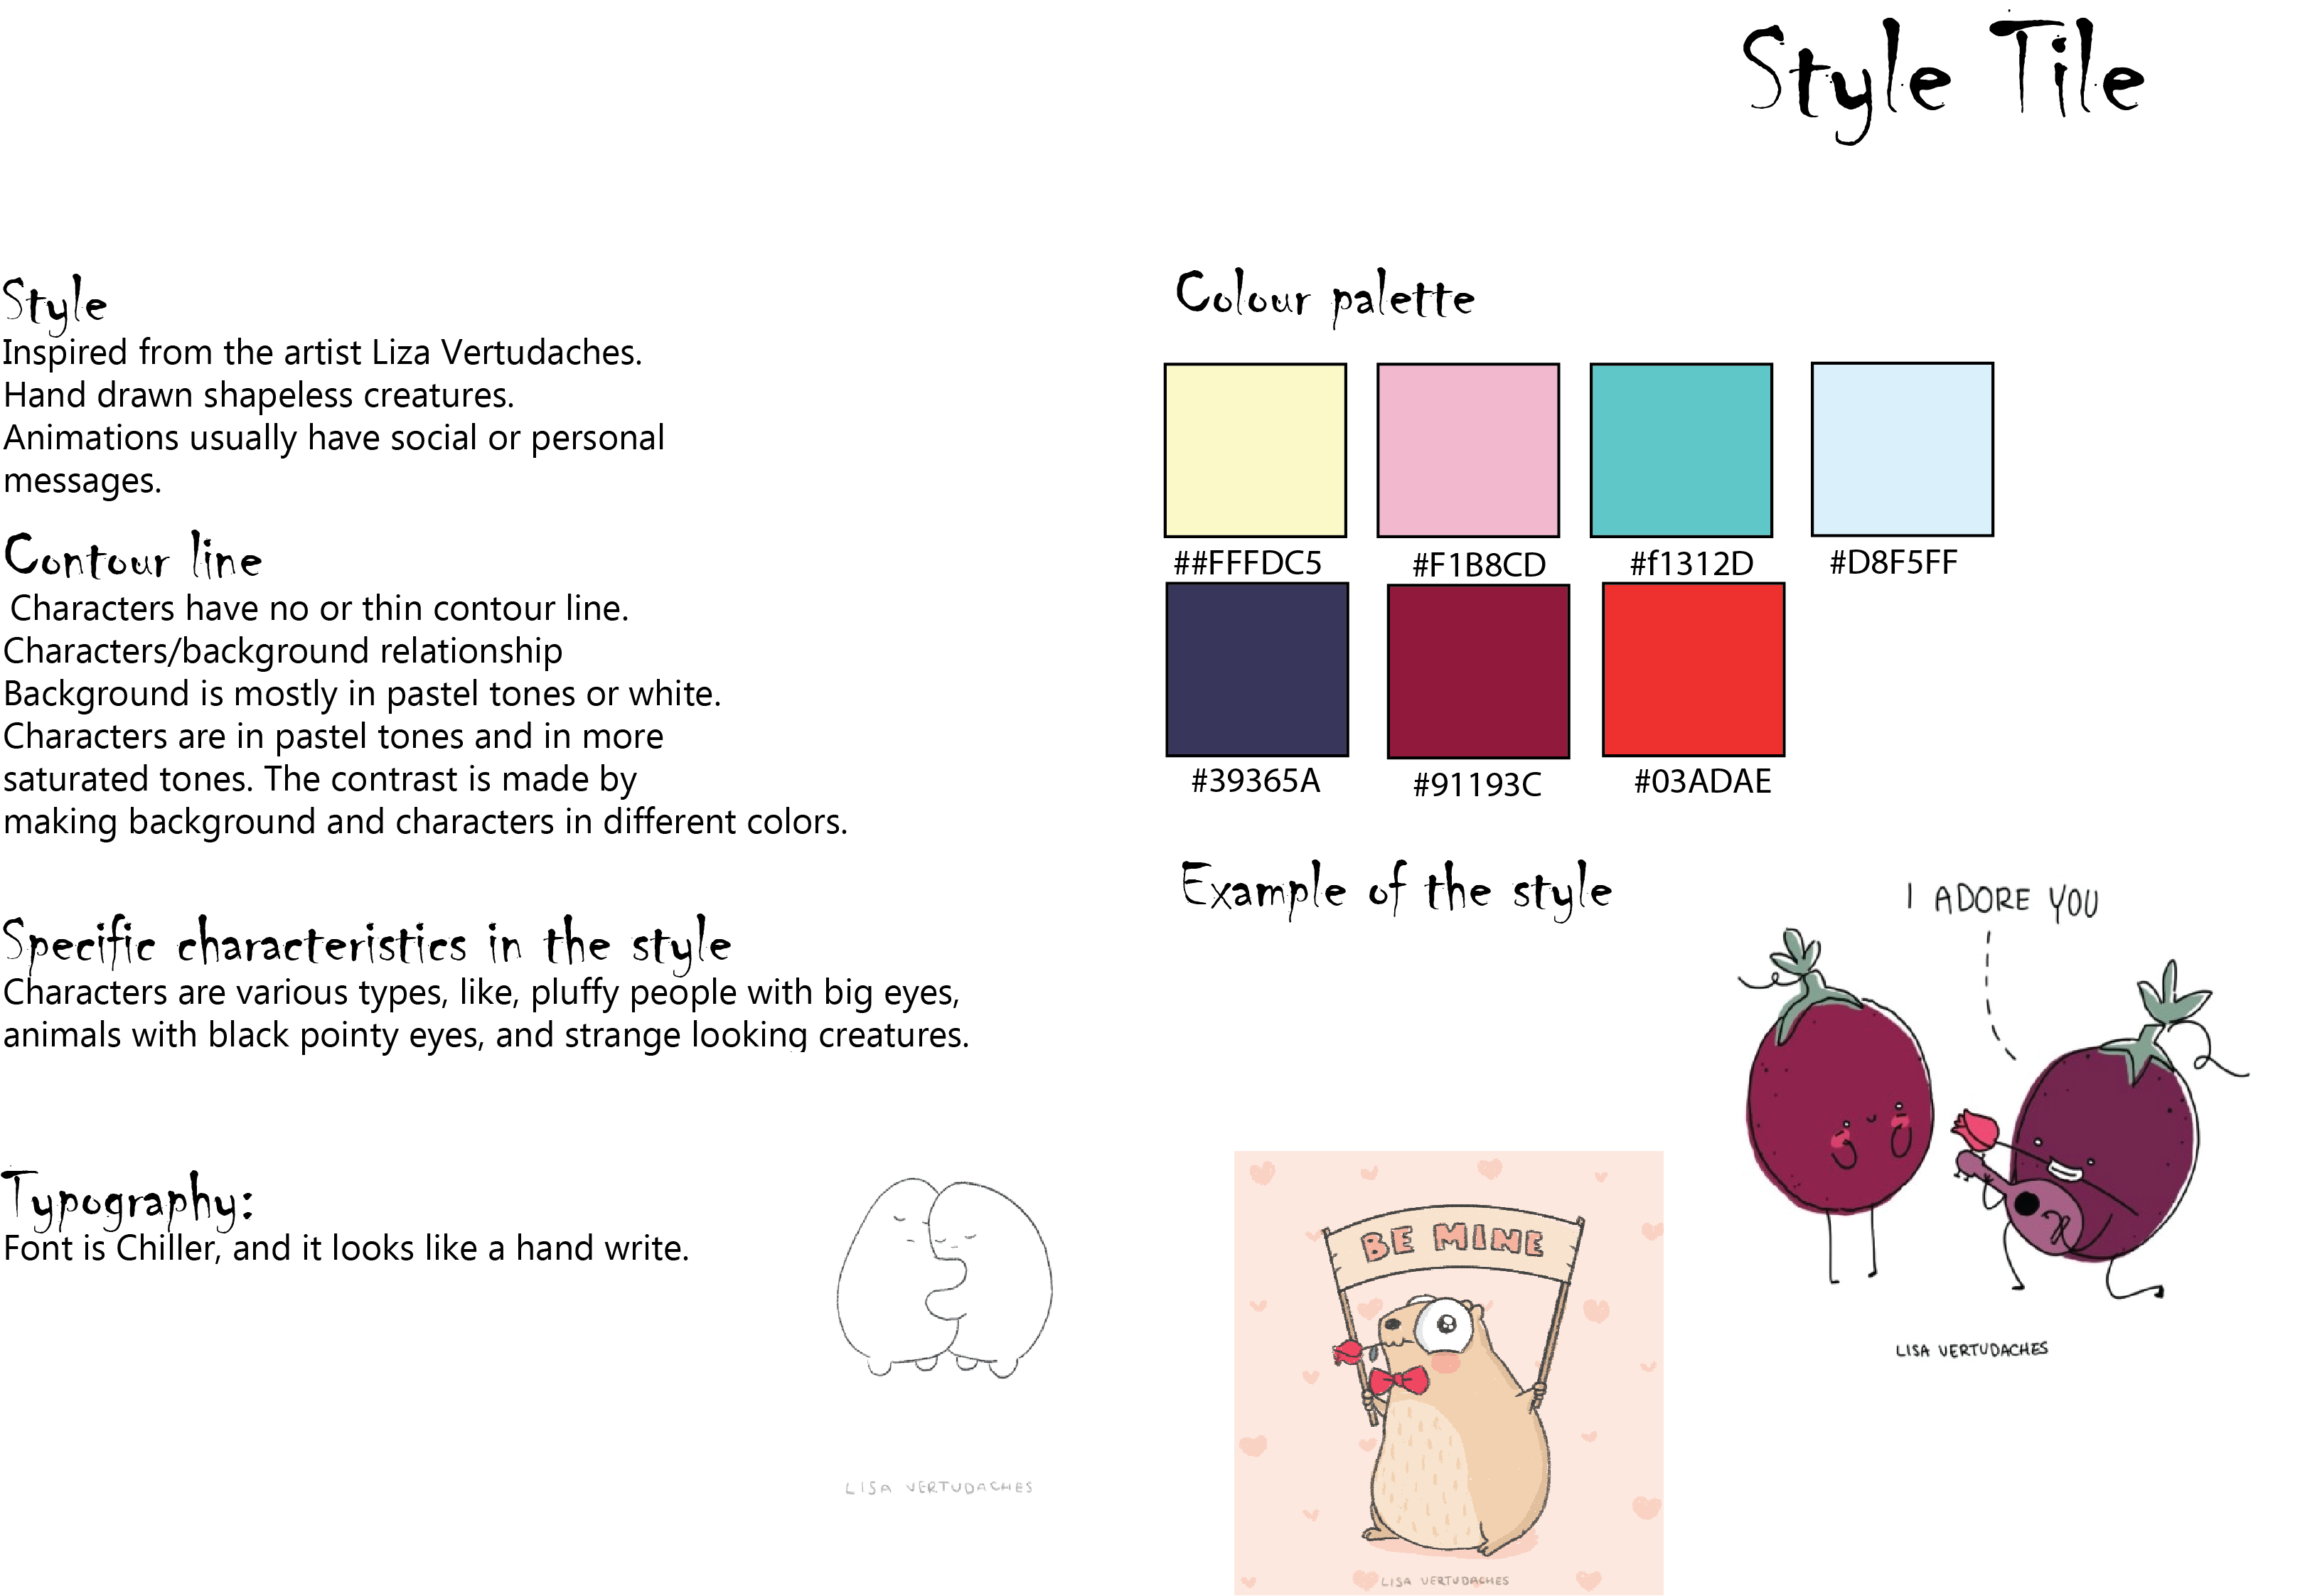 Style Tile
Style
Inspired from the artist Liza Vertudaches.
Hand drawn shapeless creatures.
Animations usually have social or personal
messages.
Contour line
Characters have no or thin contour line.
Characters/background relationship
Background is mostly in pastel tones or white.
Characters are in pastel tones and in more
saturated tones. The contrast is made by
making background and characters in different colors.
Specific characteristics in the style
Characters are various types, like, pluffy people with big eyes,
animals with black pointy eyes, and strange looking creatures.
Typography:
Font is Chiller, and it looks like a hand write.
LISA VERTUDACHES
Colour palette
##FFFDC5 #F1B8CD #f1312D #D8F5FF
#39365A #91193C #03ADAE
Example of the style
I ADORE YOU
LISA VERTUDACHES
BE MINE
LISA VERTUDACHES